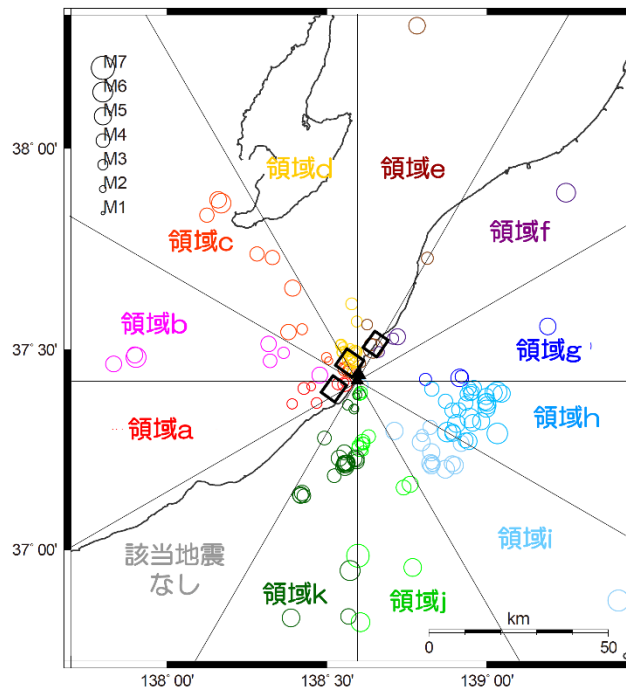 M7
M6
M5
M4
M3
M2
M1
38° 00'
37° 30'
37° 00'
138° 00'
138° 30'
139° 00'
領域d
領域e
領域c
領域f
領域b
領域g
領域a
領域h
該当地震
なし
領域i
領域k
領域j
km
0
50